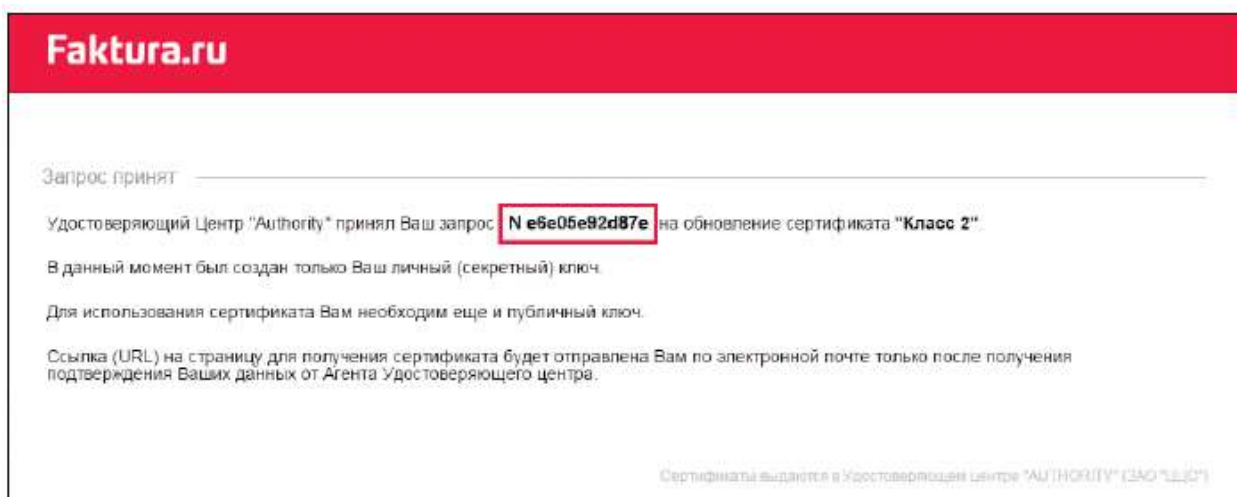 Faktura.ru
Запрос принят
Удостоверяющий Центр "Authority" принял Ваш запрос N e6e05e92d87e на обновление сертификата "Класс 2".
В данный момент был создан только Ваш личный (секретный) ключ.
Для использования сертификата Вам необходим еще и публичный ключ.
Ссылка (URL) на страницу для получения сертификата будет отправлена Вам по электронной почте только после получения
подтверждения Ваших данных от Агента Удостоверяющего центра.
Сертификаты выдаются в Удостоверяющем центре "AUTHORITY" (ЗАО "ЦЦС")